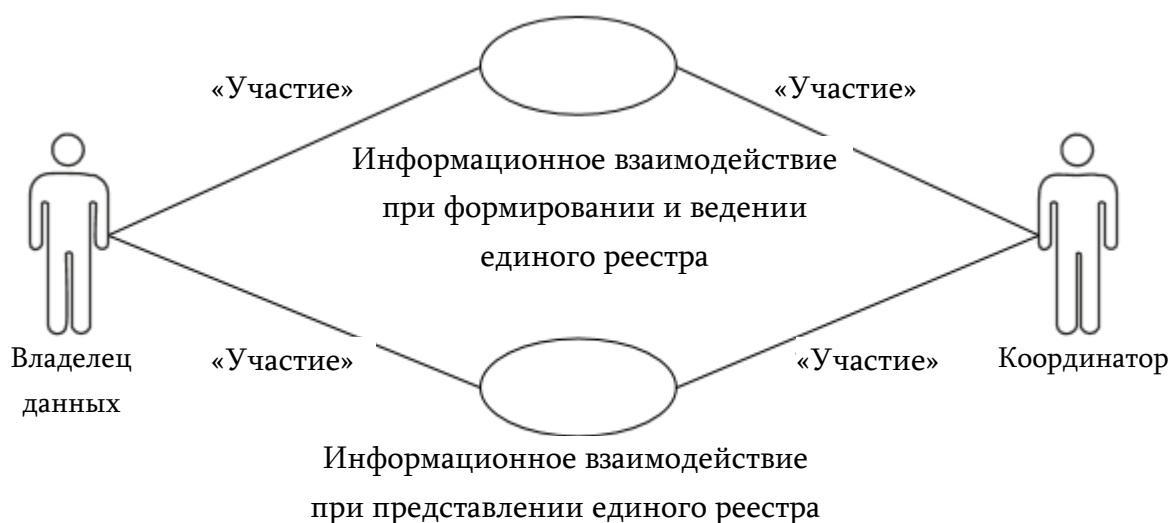 «Участие»
«Участие»
Информационное взаимодействие
при формировании и ведении
единого реестра
Владелец
данных
«Участие»
«Участие»
Координатор
Информационное взаимодействие
при представлении единого реестра